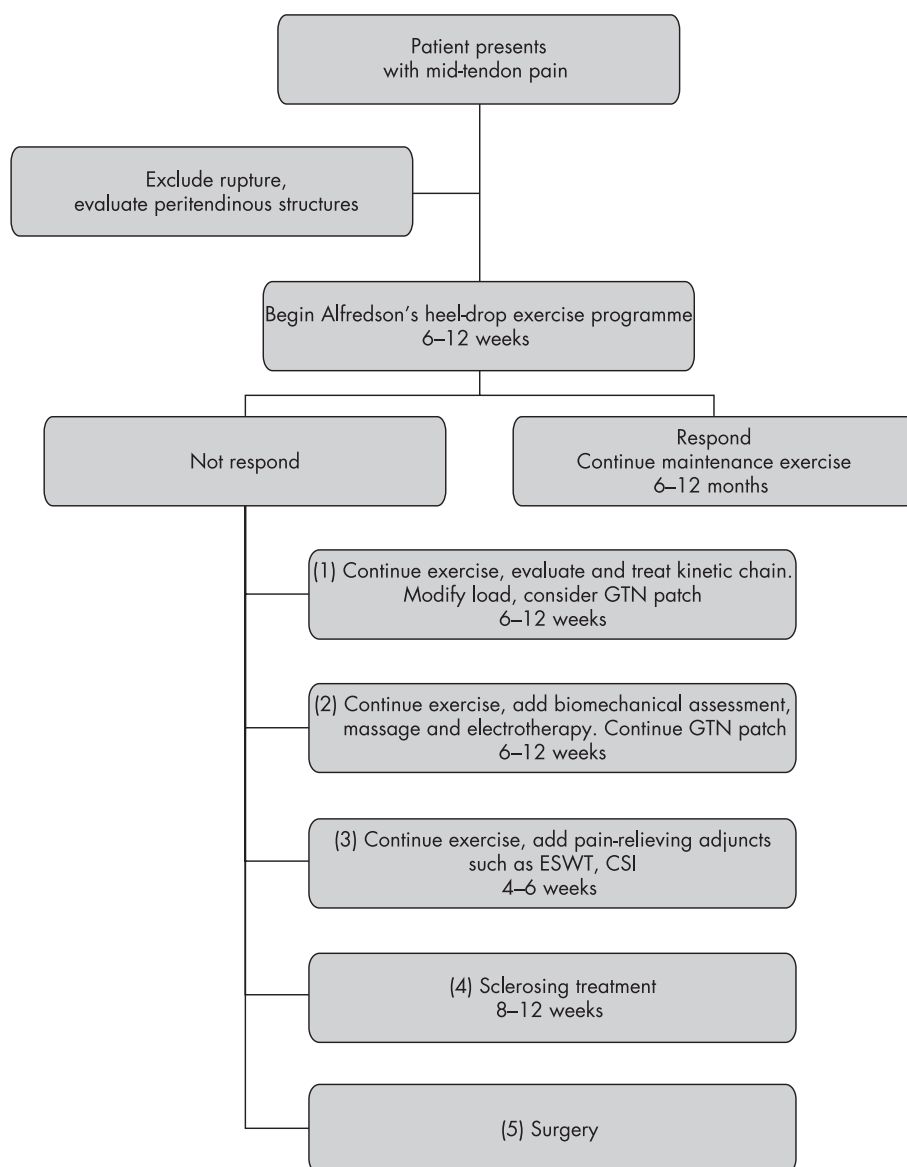 Patient presents
with mid-tendon pain
Exclude rupture,
evaluate peritendinous structures
Begin Alfredson’s heel-drop exercise programme
6–12 weeks
Not respond
Respond
Continue maintenance exercise
6–12 months
(1) Continue exercise, evaluate and treat kinetic chain.
Modify load, consider GTN patch
6–12 weeks
(2) Continue exercise, add biomechanical assessment,
massage and electrotherapy. Continue GTN patch
6–12 weeks
(3) Continue exercise, add pain-relieving adjuncts
such as ESWT, CSI
4–6 weeks
(4) Sclerosing treatment
8–12 weeks
(5) Surgery